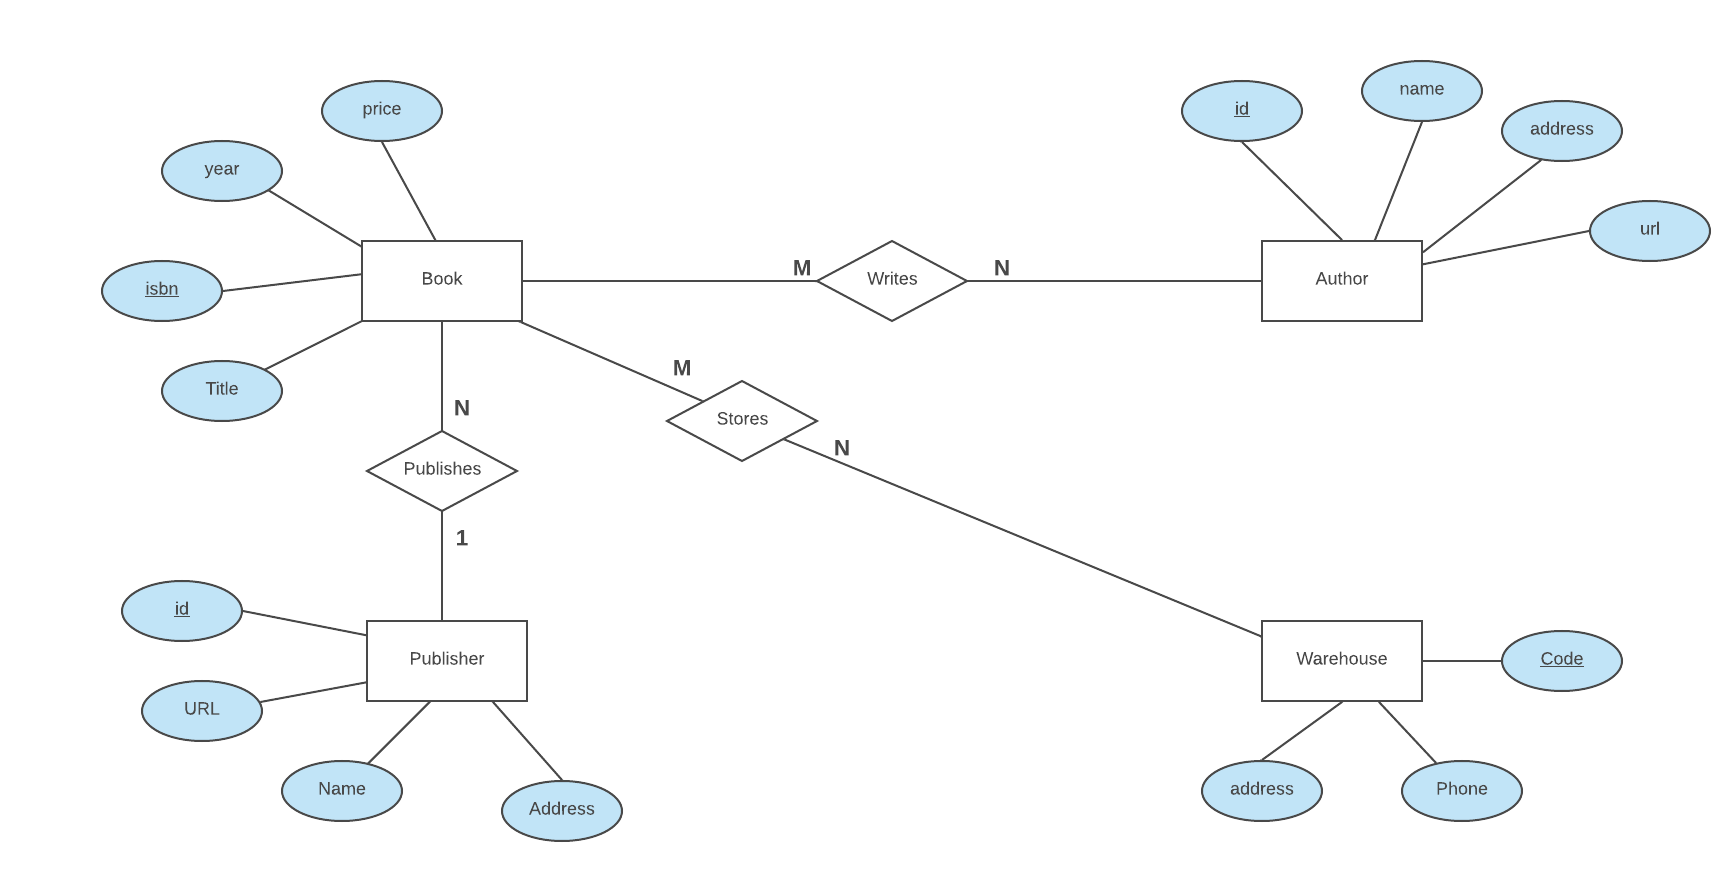 name
price
id
address
year
url
M
Writes
N
Book
Author
isbn
M
Title
N
Stores
N
Publishes
1
id
Publisher
Warehouse
Code
URL
Name
address
Phone
Address